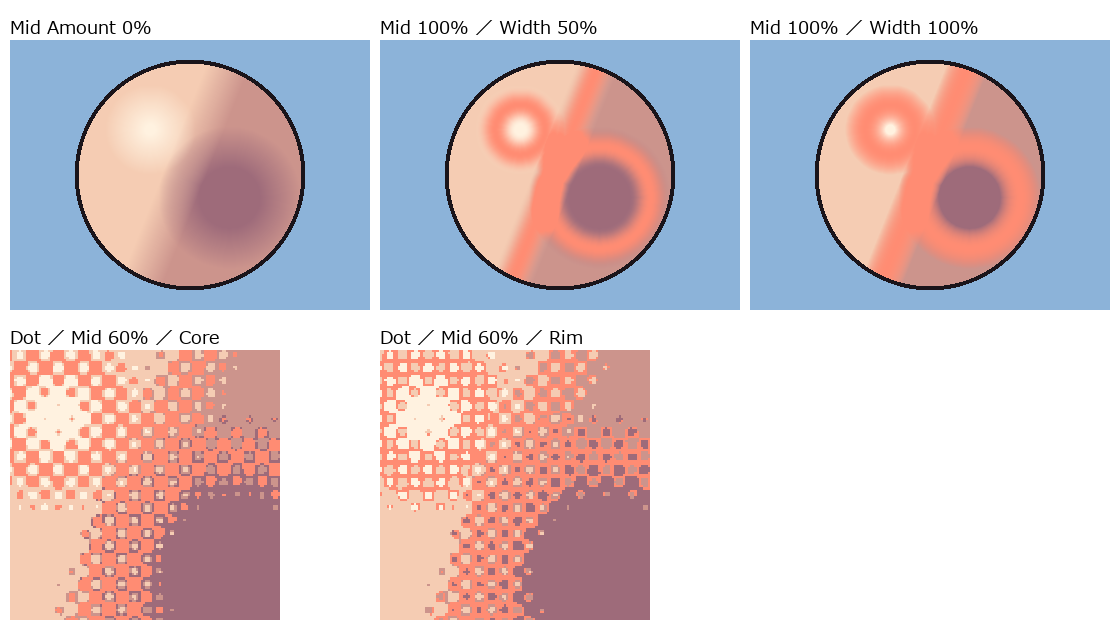 Mid Amount 0%
Mid 100% ／ Width 50%
Mid 100% ／ Width 100%
Dot ／ Mid 60% ／ Core
Dot ／ Mid 60% ／ Rim